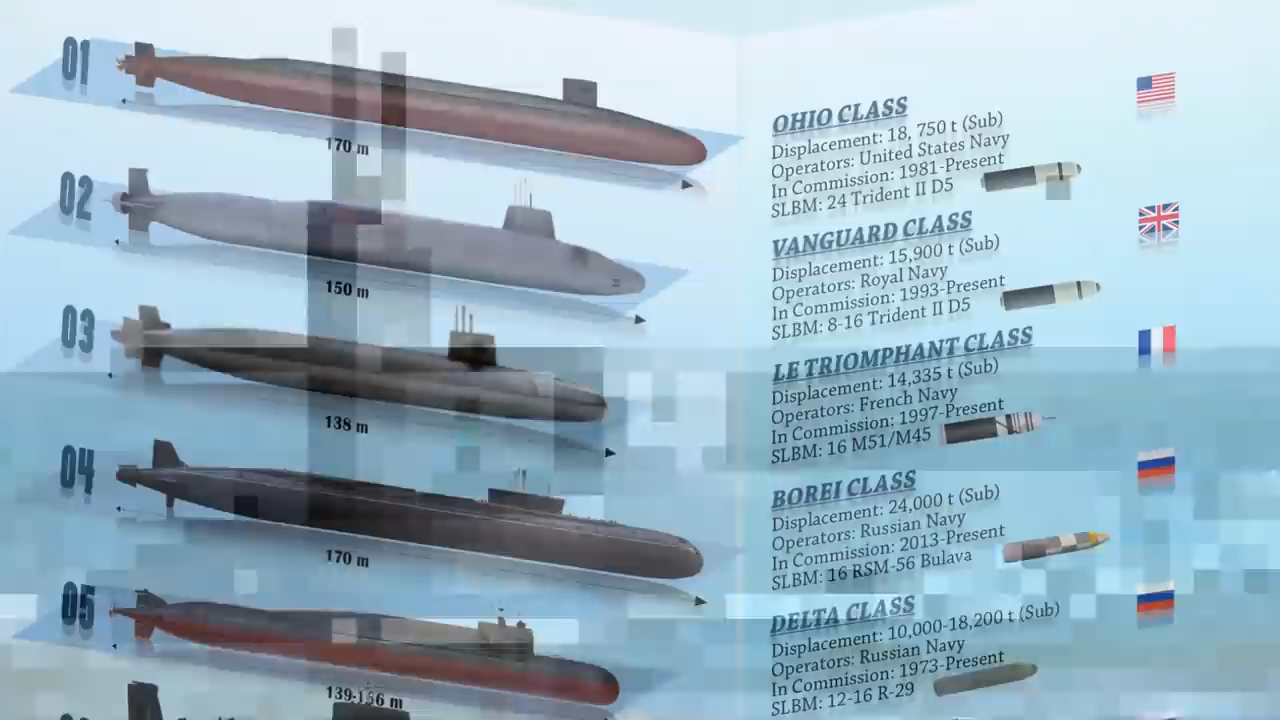 01
170 m
OHIO CLASS
Displacement: 18, 750 t (Sub)
Operators: United States Navy
In Commission: 1981-Present
SLBM: 24 Trident II D5
02
150 m
VANGUARD CLASS
Displacement: 15,900 t (Sub)
Operators: Royal Navy
In Commission: 1993-Present
SLBM: 8-16 Trident II D5
03
138 m
LE TRIOMPHANT CLASS
Displacement: 14,335 t (Sub)
Operators: French Navy
In Commission: 1997-Present
SLBM: 16 M51/M45
04
170 m
BOREI CLASS
Displacement: 24,000 t (Sub)
Operators: Russian Navy
In Commission: 2013-Present
SLBM: 16 RSM-56 Bulava
05
139-156 m
DELTA CLASS
Displacement: 10,000-18,200 t (Sub)
Operators: Russian Navy
In Commission: 1973-Present
SLBM: 12-16 R-29